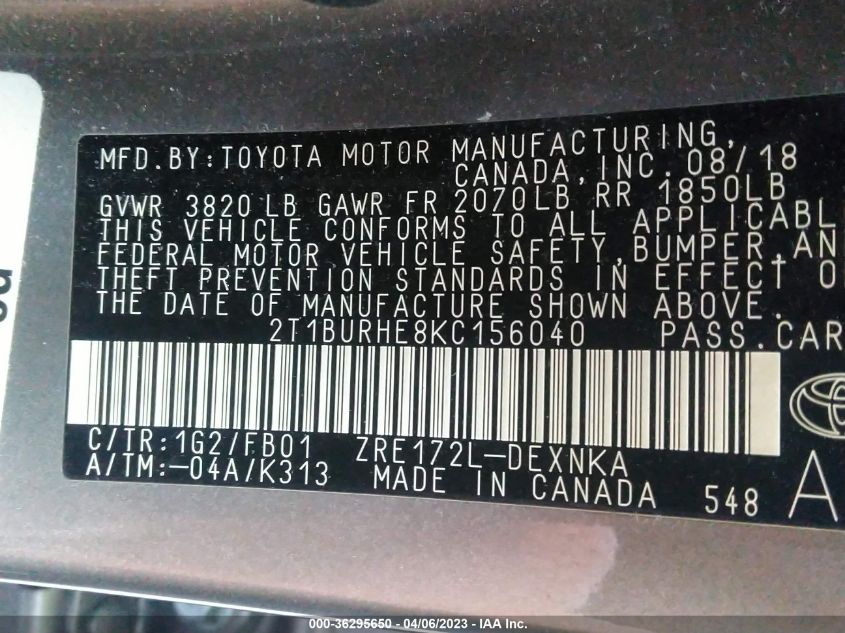 MFD.BY:TOYOTA MOTOR MANUFACTURING,
CANADA,INC. 08/18
GVWR 3820 LB GAWR FR 2070LB RR 1850LB
THIS VEHICLE CONFORMS TO ALL APPLICABL
FEDERAL MOTOR VEHICLE SAFETY,BUMPER,AN
THEFT PREVENTION STANDARDS IN EFFECT O
THE DATE OF MANUFACTURE SHOWN ABOVE.
2T1BURHE8KC156040 PASS.CAR
C/TR:1G2/FB01 ZRE172L-DEXNKA
A/TM:-04A/K313 MADE IN CANADA 548 A
000-36295650 - 04/06/2023 - IAA Inc.